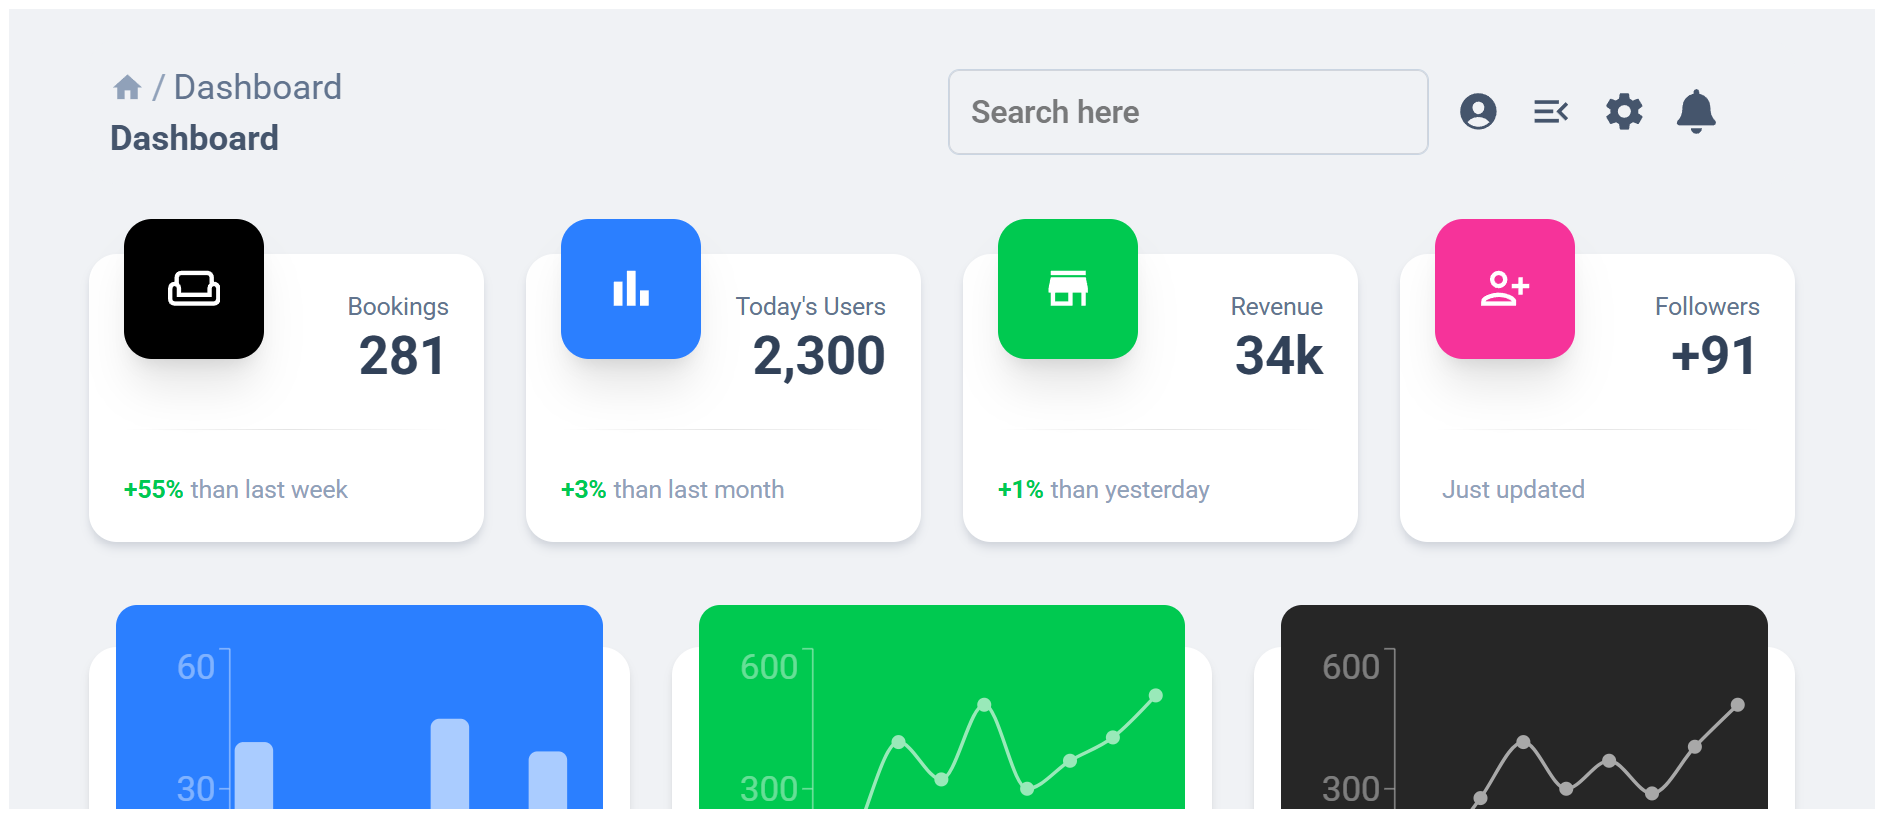 / Dashboard
Dashboard
Search here
Bookings
281
+55% than last week
Today's Users
2,300
+3% than last month
Revenue
34k
+1% than yesterday
Followers
+91
Just updated
60
30
600
300
600
300